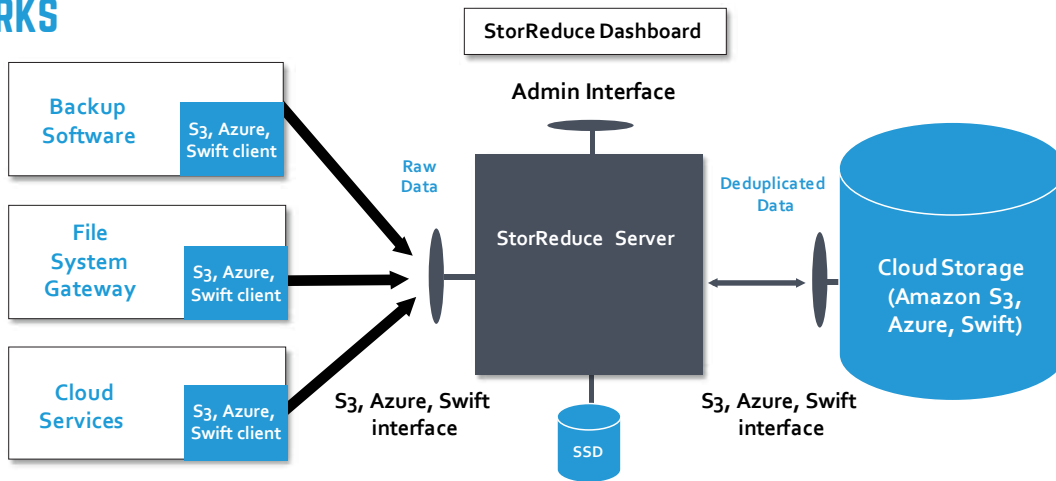 RKS
StorReduce Dashboard
Admin Interface
Backup
Software
S3, Azure,
Swift client
File
System
Gateway
S3, Azure,
Swift client
Cloud
Services
S3, Azure,
Swift client
Raw
Data
S3, Azure, Swift
interface
StorReduce Server
SSD
Deduplicated
Data
S3, Azure, Swift
interface
Cloud Storage
(Amazon S3,
Azure, Swift)